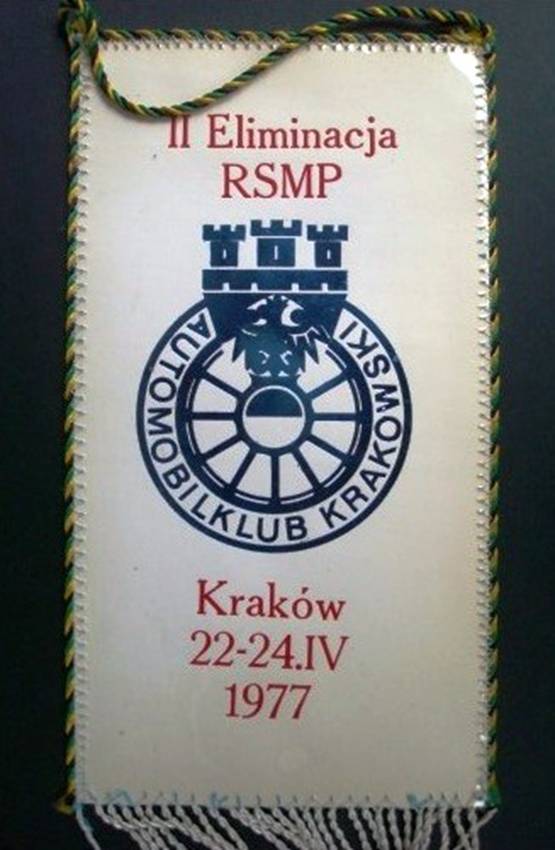 II Eliminacja
RSMP
AUTOMOBILKLUB KRAKOWSKI
Kraków
22-24.IV
1977